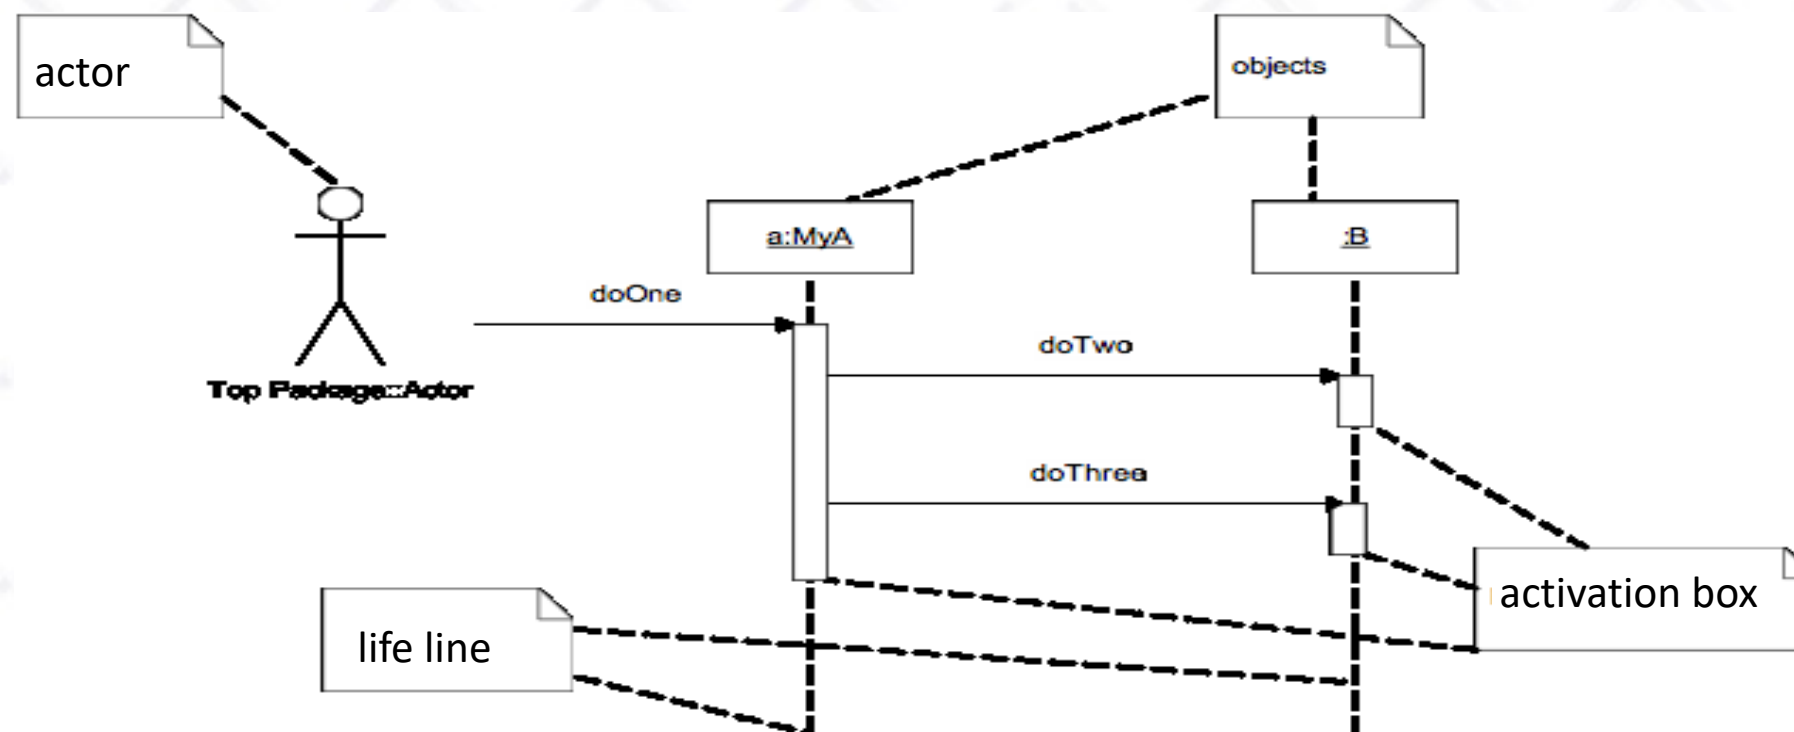 actor
objects
a:MyA
:B
doOne
doTwo
Top Package::Actor
doThree
activation box
life line